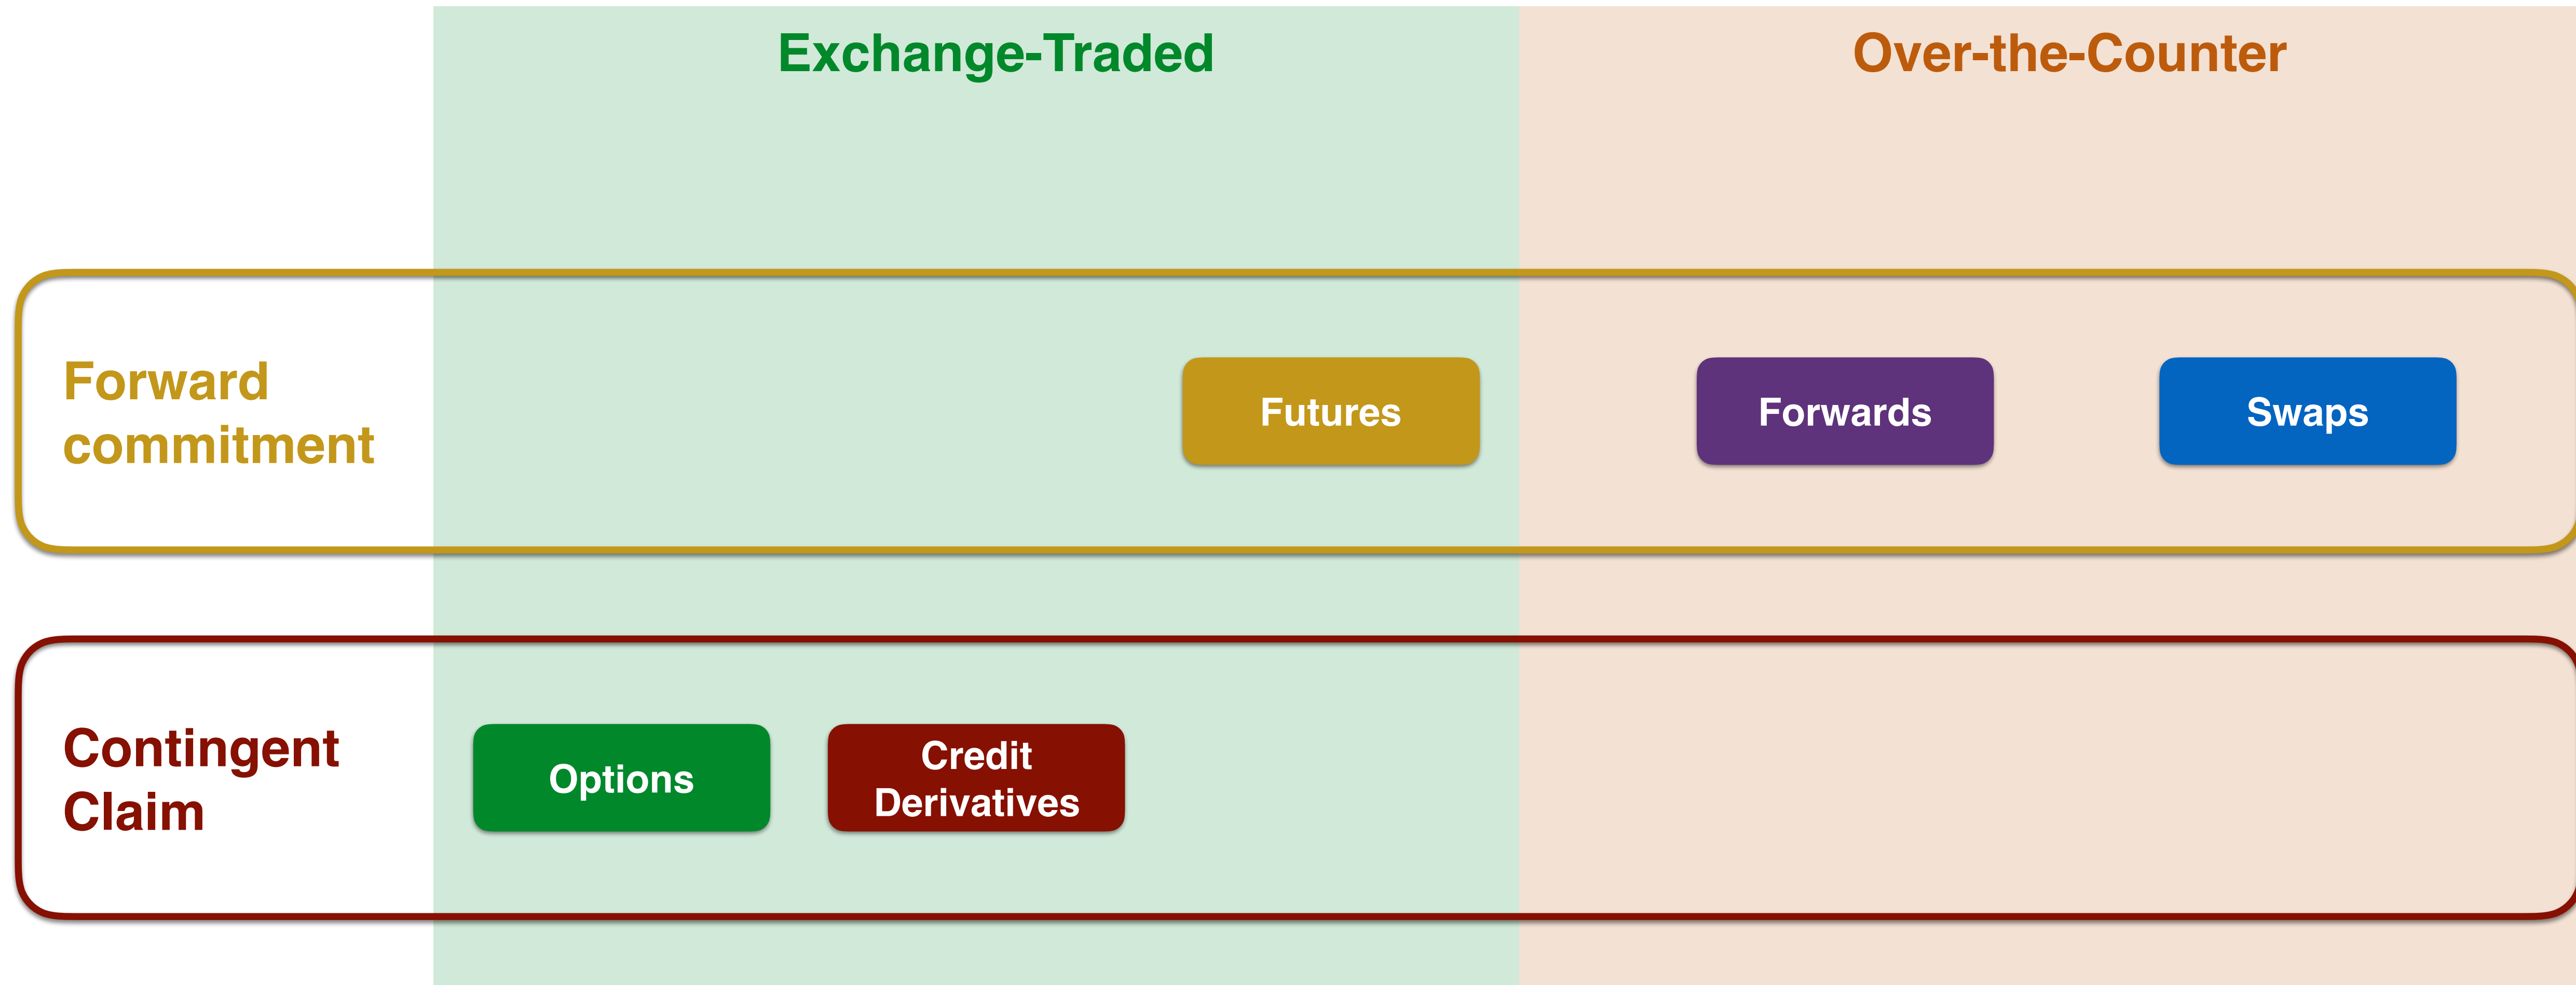 Exchange-Traded
Over-the-Counter
Forward
commitment
Futures
Forwards
Swaps
Contingent
Claim
Options
Credit
Derivatives